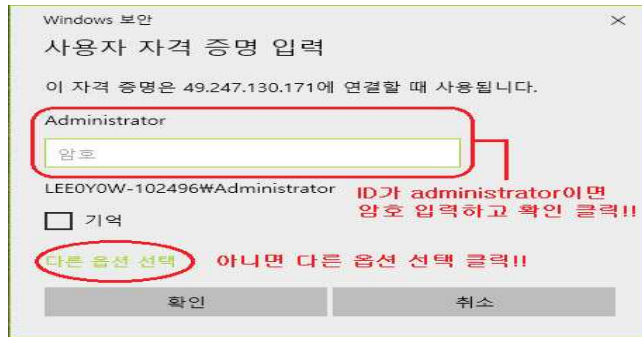 Windows 보안
사용자 자격 증명 입력
이 자격 증명은 49.247.130.171에 연결할 때 사용됩니다.
Administrator
암호
LEE0Y0W-102496₩Administrator
ID가 administrator이면
암호 입력하고 확인 클릭!!
기억
다른 옵션 선택 아니면 다른 옵션 선택 클릭!!
확인 취소